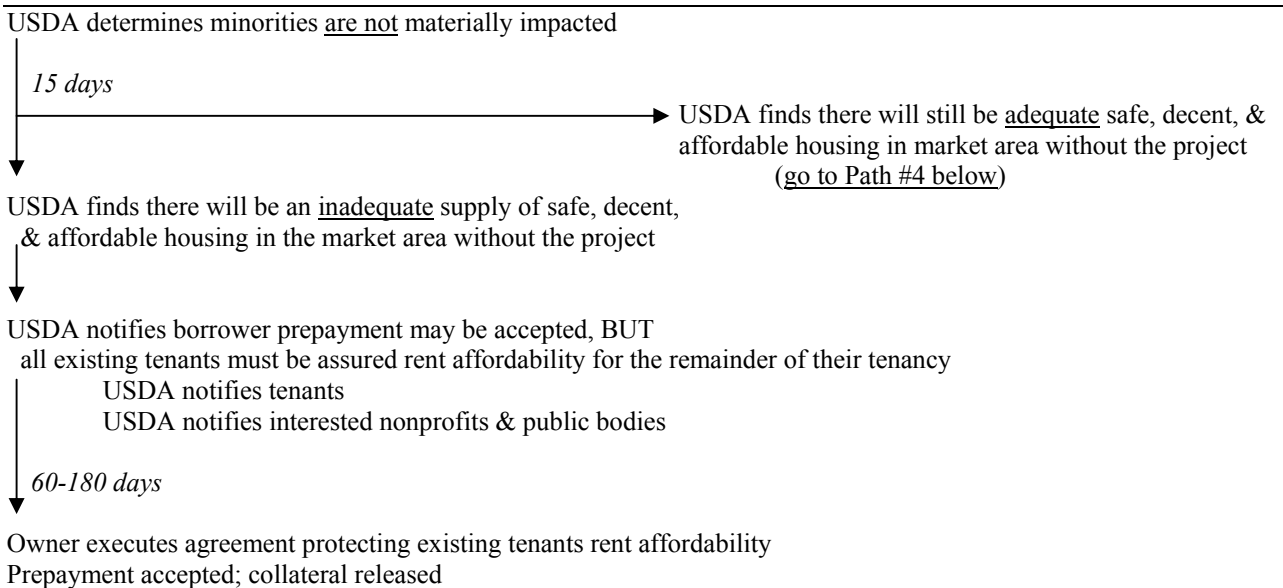 USDA determines minorities are not materially impacted
15 days
USDA finds there will still be adequate safe, decent, &
affordable housing in market area without the project
(go to Path #4 below)
USDA finds there will be an inadequate supply of safe, decent,
& affordable housing in the market area without the project
USDA notifies borrower prepayment may be accepted, BUT
all existing tenants must be assured rent affordability for the remainder of their tenancy
USDA notifies tenants
USDA notifies interested nonprofits & public bodies
60-180 days
Owner executes agreement protecting existing tenants rent affordability
Prepayment accepted; collateral released